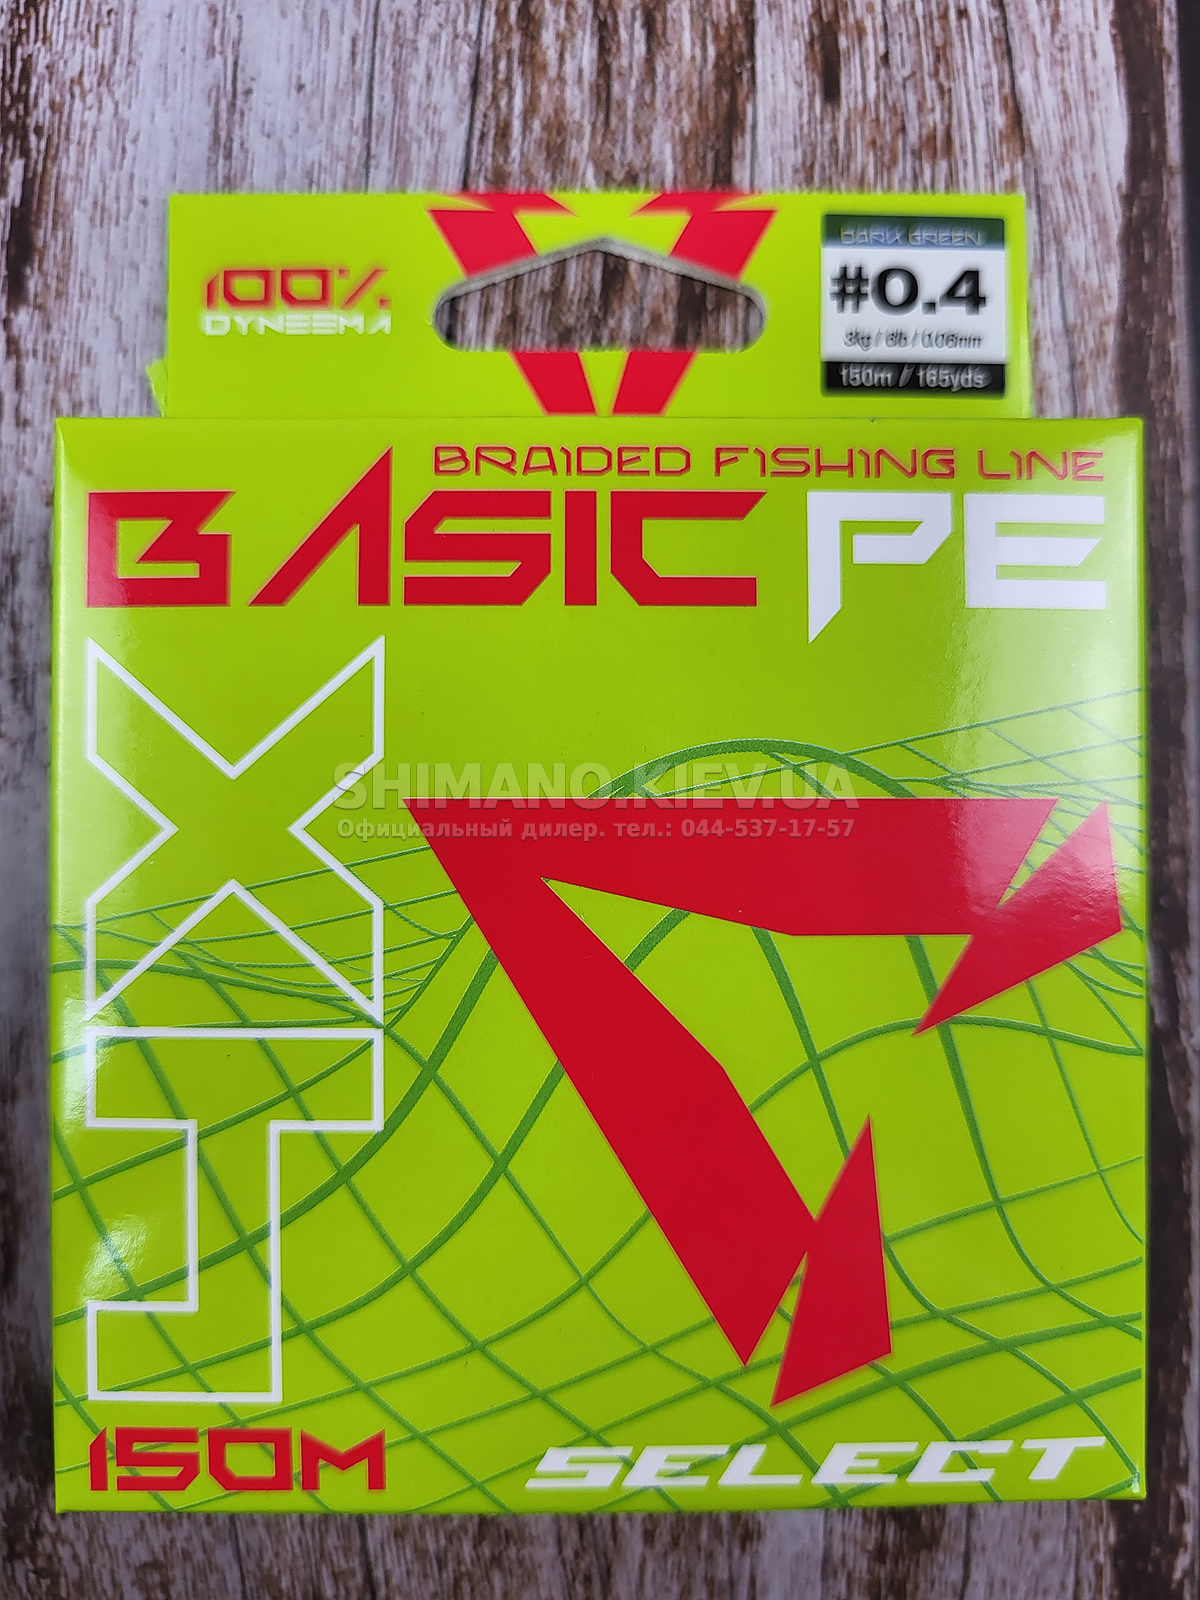 100%
DYNEEMA
DARK GREEN
#0.4
3kg / 6lb / 0.06mm
150m / 165yds
BRAIDED FISHING LINE
BASIC PE
JTX
SHIMANO.KIEV.UA
Официальный дилер. тел.: 044-537-17-57
150M
SELECT